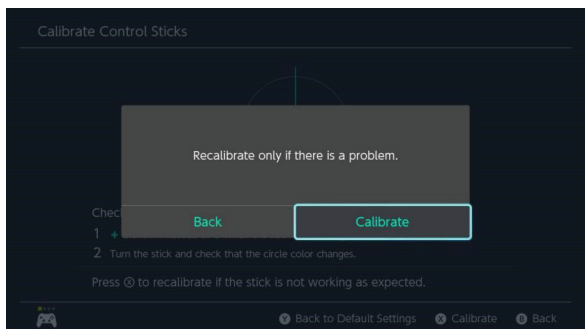 Calibrate Control Sticks
Recalibrate only if there is a problem.
Back
Calibrate
Chec
1 +
2 Turn the stick and check that the circle color changes.
Press Ⓧ to recalibrate if the stick is not working as expected.
Ⓨ Back to Default Settings Ⓧ Calibrate Ⓑ Back